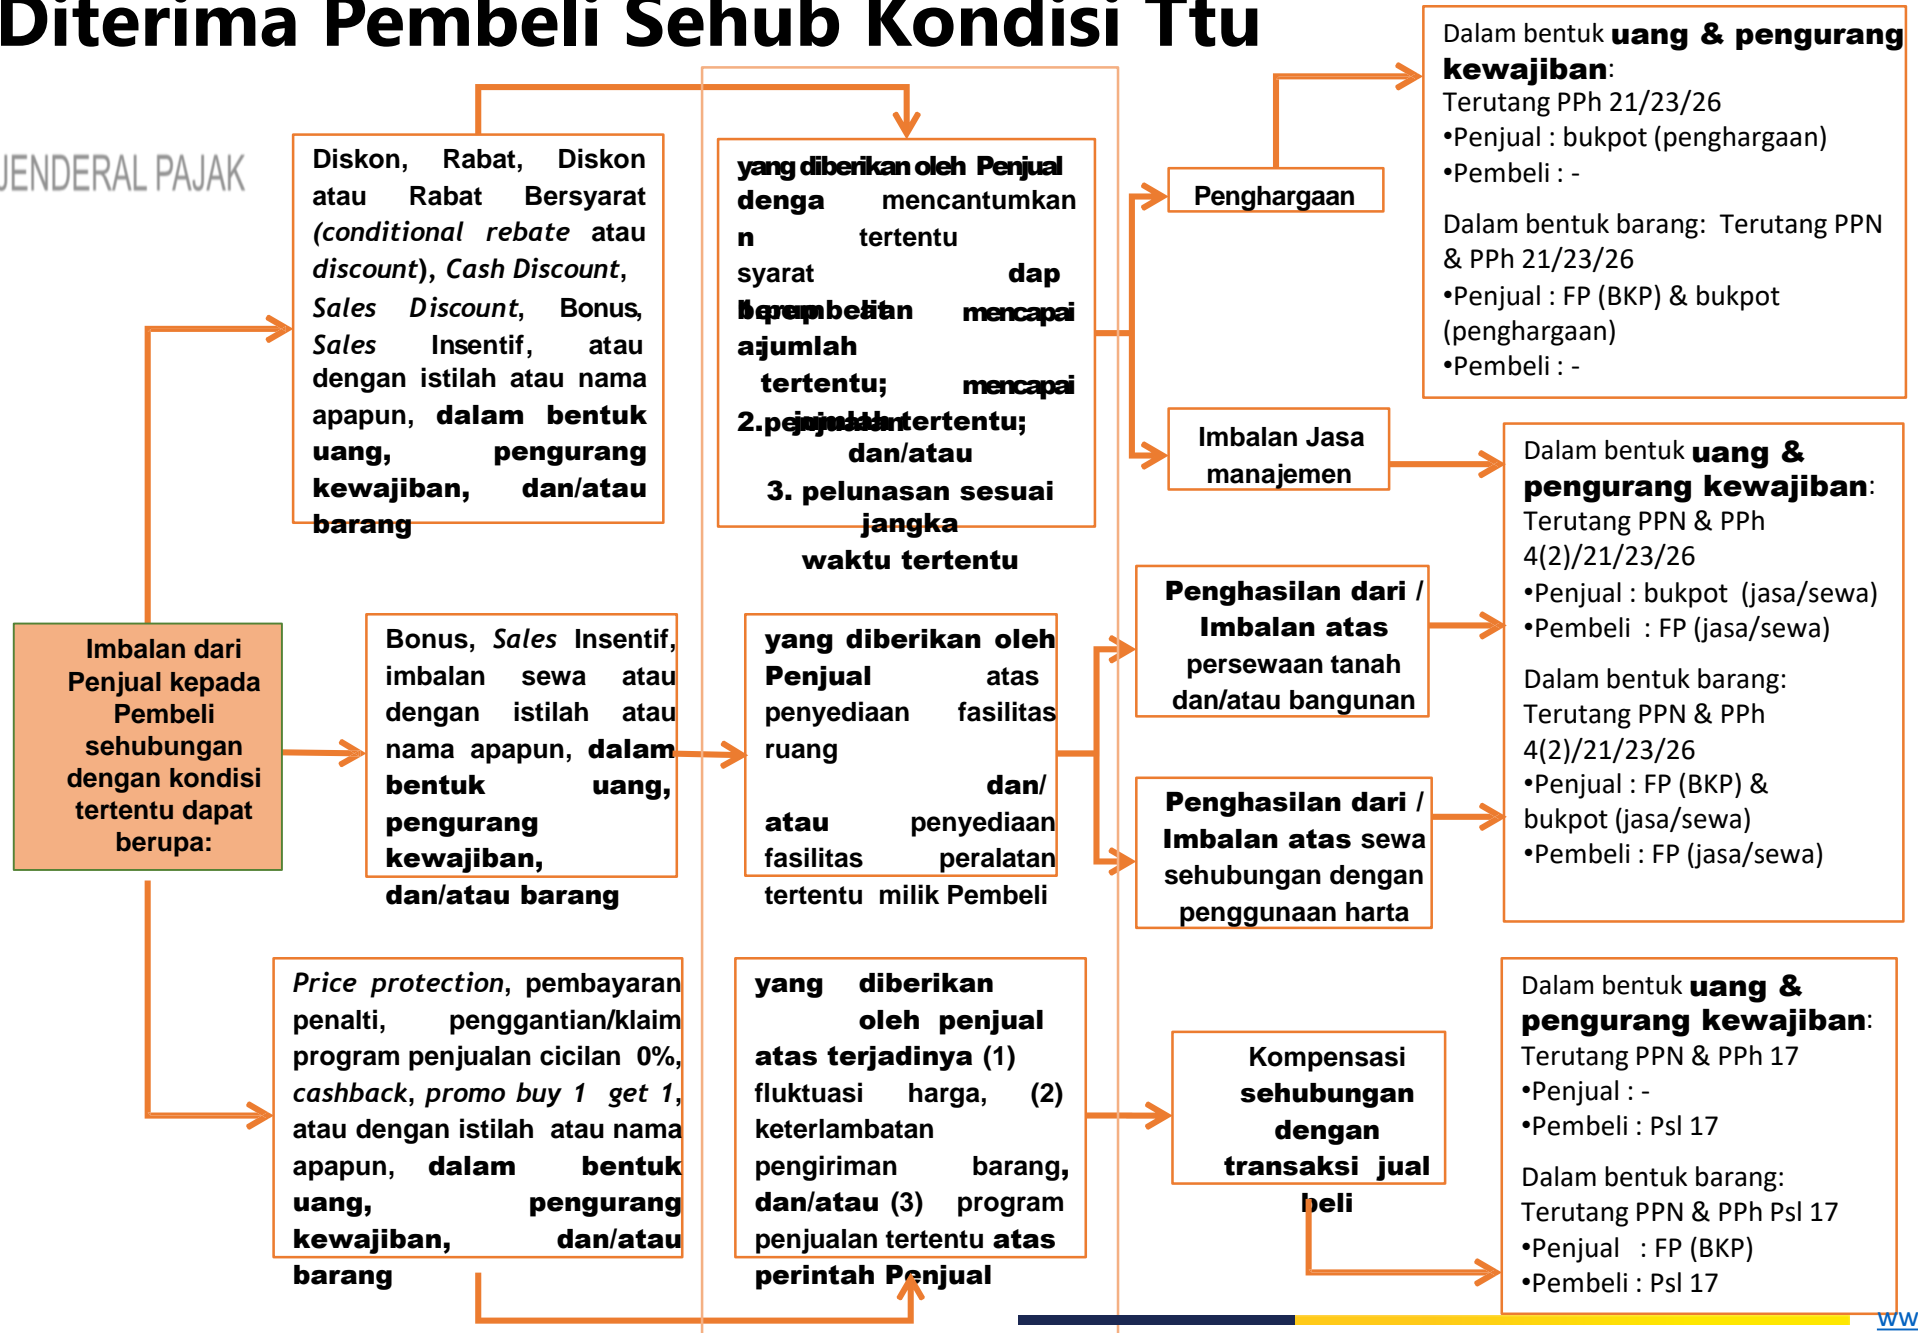 Diterima Pembeli Sehub Kondisi Ttu
JENDERAL PAJAK
Imbalan dari
Penjual kepada
Pembeli
sehubungan
dengan kondisi
tertentu dapat
berupa:
Diskon, Rabat, Diskon
atau Rabat Bersyarat
(conditional rebate atau
discount), Cash Discount,
Sales Discount, Bonus,
Sales Insentif, atau
dengan istilah atau nama
apapun, dalam bentuk
uang, pengurang
kewajiban, dan/atau
barang
yang diberikan oleh Penjual
denga mencantumkan
n tertentu
syarat dap
mencapai
a:jumlah
tertentu; mencapai
2. jumlah tertentu;
dan/atau
3. pelunasan sesuai
jangka
waktu tertentu
Penghargaan
Dalam bentuk uang & pengurang
kewajiban:
Terutang PPh 21/23/26
•Penjual : bukpot (penghargaan)
•Pembeli : -
Dalam bentuk barang: Terutang PPN
& PPh 21/23/26
•Penjual : FP (BKP) & bukpot
(penghargaan)
•Pembeli : -
Imbalan Jasa
manajemen
Bonus, Sales Insentif,
imbalan sewa atau
dengan istilah atau
nama apapun, dalam
bentuk uang,
pengurang
kewajiban,
dan/atau barang
yang diberikan oleh
Penjual atas
penyediaan fasilitas
ruang
dan/
atau penyediaan
fasilitas peralatan
tertentu milik Pembeli
Penghasilan dari /
Imbalan atas
persewaan tanah
dan/atau bangunan
Penghasilan dari /
Imbalan atas sewa
sehubungan dengan
penggunaan harta
Dalam bentuk uang &
pengurang kewajiban:
Terutang PPN & PPh
4(2)/21/23/26
•Penjual : bukpot (jasa/sewa)
•Pembeli : FP (jasa/sewa)
Dalam bentuk barang:
Terutang PPN & PPh
4(2)/21/23/26
•Penjual : FP (BKP) &
bukpot (jasa/sewa)
•Pembeli : FP (jasa/sewa)
Price protection, pembayaran
penalti, penggantian/klaim
program penjualan cicilan 0%,
cashback, promo buy 1 get 1,
atau dengan istilah atau nama
apapun, dalam bentuk
uang, pengurang
kewajiban, dan/atau
barang
yang diberikan
oleh penjual
atas terjadinya (1)
fluktuasi harga, (2)
keterlambatan
pengiriman barang,
dan/atau (3) program
penjualan tertentu atas
perintah Penjual
Kompensasi
sehubungan
dengan
transaksi jual
beli
Dalam bentuk uang &
pengurang kewajiban:
Terutang PPN & PPh 17
•Penjual : -
•Pembeli : Psl 17
Dalam bentuk barang:
Terutang PPN & PPh Psl 17
•Penjual : FP (BKP)
•Pembeli : Psl 17
ww